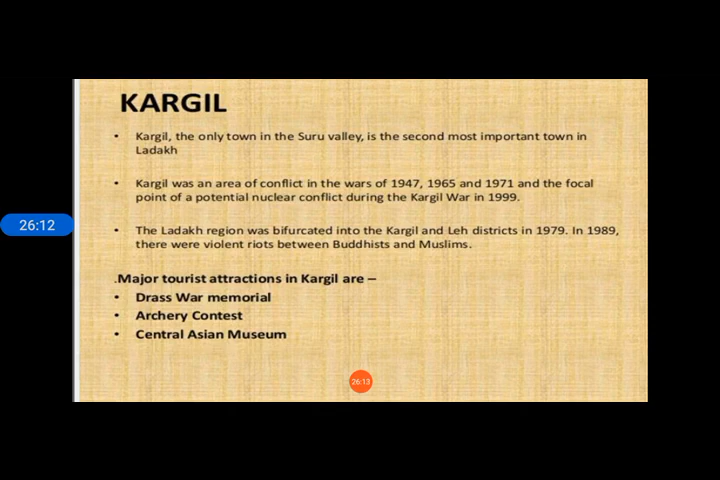 KARGIL
• Kargil, the only town in the Suru valley, is the second most important town in
Ladakh
• Kargil was an area of conflict in the wars of 1947, 1965 and 1971 and the focal
point of a potential nuclear conflict during the Kargil War in 1999.
26:12
• The Ladakh region was bifurcated into the Kargil and Leh districts in 1979. In 1989,
there were violent riots between Buddhists and Muslims.
.Major tourist attractions in Kargil are –
• Drass War memorial
• Archery Contest
• Central Asian Museum
26:13